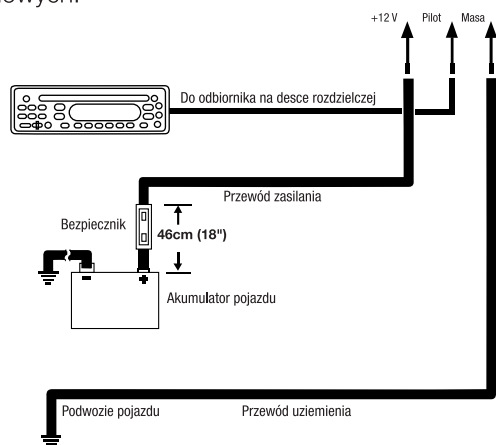 +12 V Pilot Masa
Do odbiornika na desce rozdzielczej
Przewód zasilania
Bezpiecznik
46cm (18")
Akumulator pojazdu
Podwozie pojazdu
Przewód uziemienia